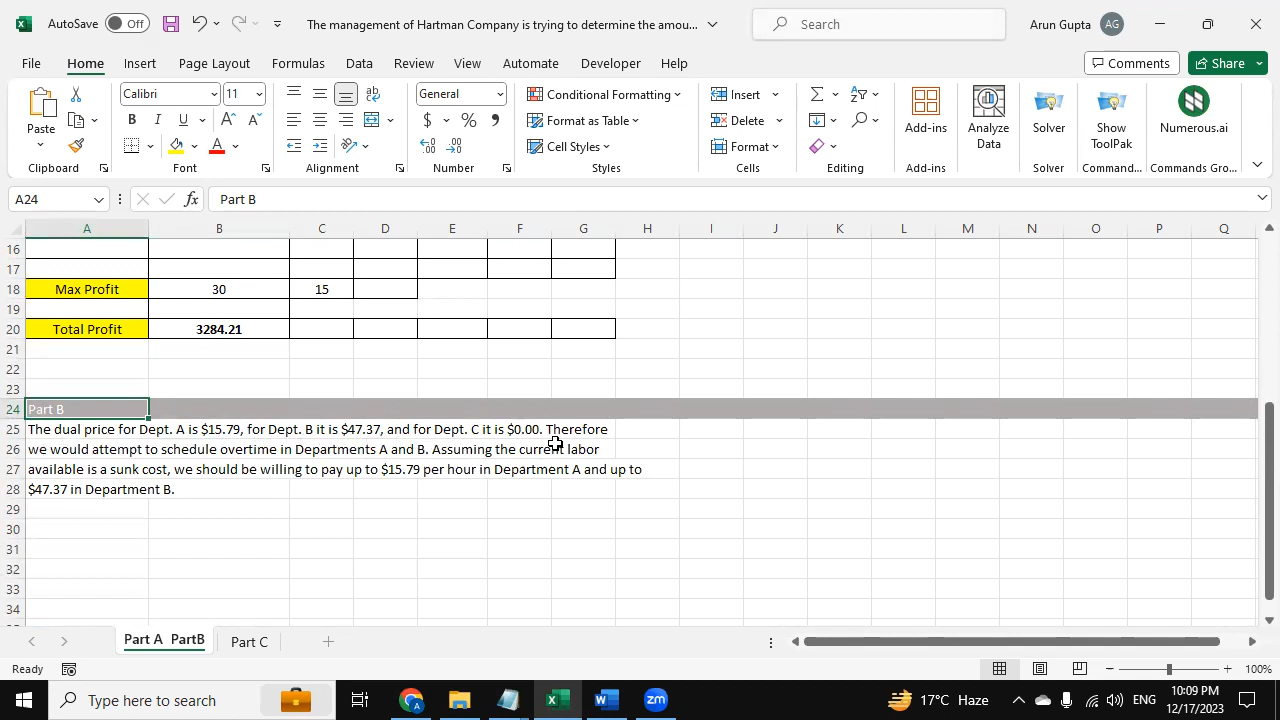 AutoSave Off The management of Hartman Company is trying to determine the amou... Search Arun Gupta AG
File Home Insert Page Layout Formulas Data Review View Automate Developer Help Comments Share
Calibri 11 General Conditional Formatting Insert
B I U A A $ % Format as Table Delete
A Cell Styles Format
Paste Add-ins Analyze Data Solver Show ToolPak Numerous.ai
Clipboard Font Alignment Number Styles Cells Editing Add-ins Solver Command... Commands Gro...
A24 fx Part B
A B C D E F G H I J K L M N O P Q
16
17
18 Max Profit 30 15
19
20 Total Profit 3284.21
21
22
23
24 Part B
25 The dual price for Dept. A is $15.79, for Dept. B it is $47.37, and for Dept. C it is $0.00. Therefore
26 we would attempt to schedule overtime in Departments A and B. Assuming the current labor
27 available is a sunk cost, we should be willing to pay up to $15.79 per hour in Department A and up to
28 $47.37 in Department B.
29
30
31
32
33
34
Part A PartB Part C
Ready 100%
Type here to search 17°C Haze ENG 10:09 PM
12/17/2023